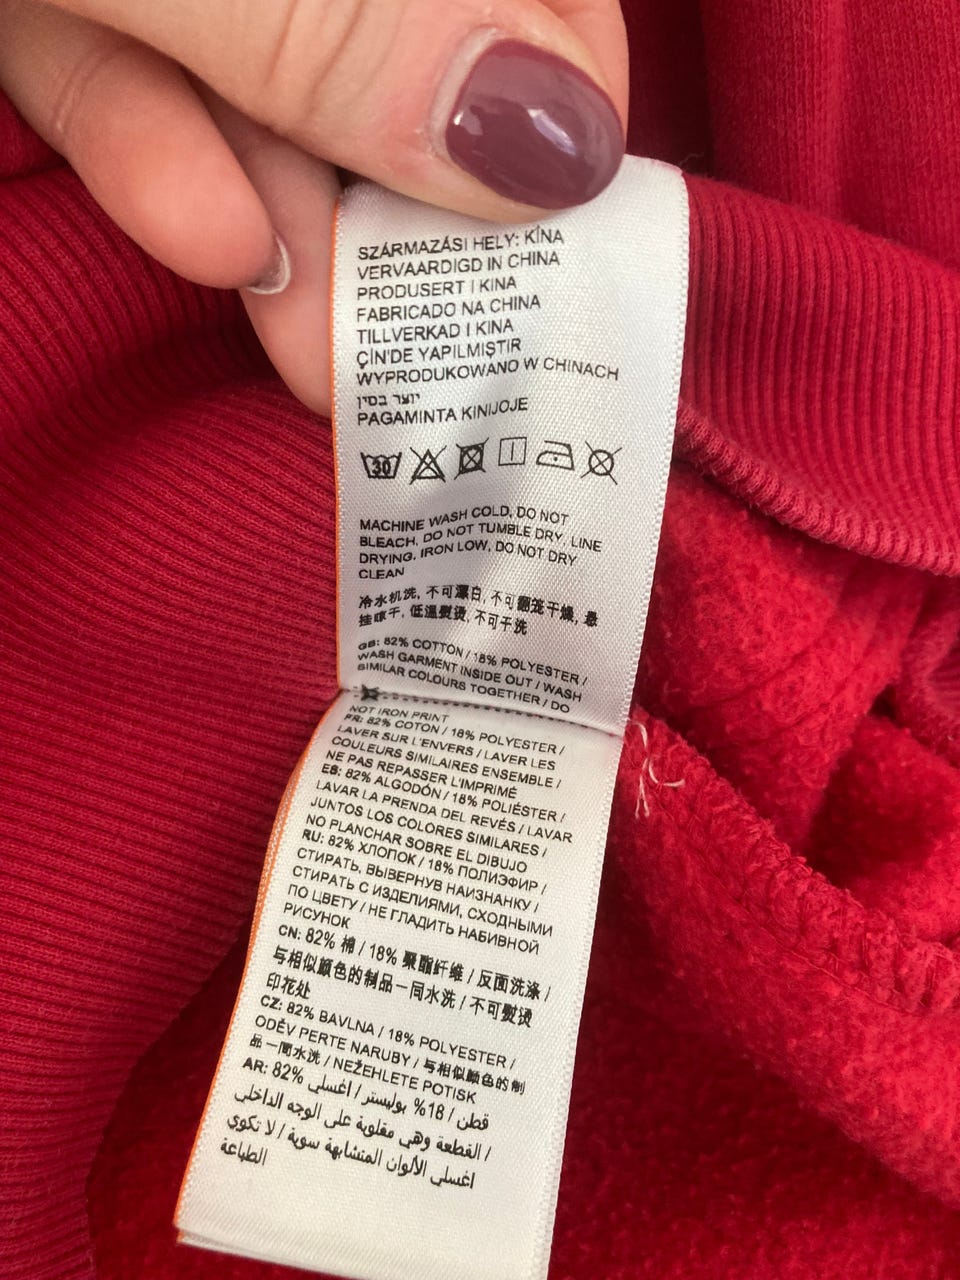 SZÁRMAZÁSI HELY: KÍNA
VERVAARDIGD IN CHINA
PRODUSERT I KINA
FABRICADO NA CHINA
TILLVERKAD I KINA
ÇİN'DE YAPILMIŞTIR
WYPRODUKOWANO W CHINACH
יוצר בסין
PAGAMINTA KINIJOJE
30
MACHINE WASH COLD, DO NOT
BLEACH, DO NOT TUMBLE DRY, LINE
DRYING, IRON LOW, DO NOT DRY
CLEAN
冷水机洗, 不可漂白, 不可翻笼干燥, 悬
挂晾干, 低温熨烫, 不可干洗
GB: 82% COTTON / 18% POLYESTER /
WASH GARMENT INSIDE OUT / WASH
SIMILAR COLOURS TOGETHER / DO
NOT IRON PRINT
FR: 82% COTON / 18% POLYESTER /
LAVER SUR L'ENVERS / LAVER LES
COULEURS SIMILAIRES ENSEMBLE /
NE PAS REPASSER L'IMPRIMÉ
ES: 82% ALGODÓN / 18% POLIÉSTER /
LAVAR LA PRENDA DEL REVÉS / LAVAR
JUNTOS LOS COLORES SIMILARES /
NO PLANCHAR SOBRE EL DIBUJO
RU: 82% ХЛОПОК / 18% ПОЛИЭФИР /
СТИРАТЬ, ВЫВЕРНУВ НАИЗНАНКУ /
СТИРАТЬ С ИЗДЕЛИЯМИ, СХОДНЫМИ
ПО ЦВЕТУ / НЕ ГЛАДИТЬ НАБИВНОЙ
РИСУНОК
CN: 82% 棉 / 18% 聚酯纤维 / 反面洗涤 /
与相似颜色的制品一同水洗 / 不可熨烫
印花处
CZ: 82% BAVLNA / 18% POLYESTER /
ODĚV PERTE NARUBY / 与相似颜色的制
品一同水洗 / NEŽEHLETE POTISK
AR: 82% قطن / 18% بوليستر / اغسلي
القطعة وهي مقلوبة على الوجه الداخلي /
اغسلي الألوان المتشابهة سوية / لا تكوي
الطباعة